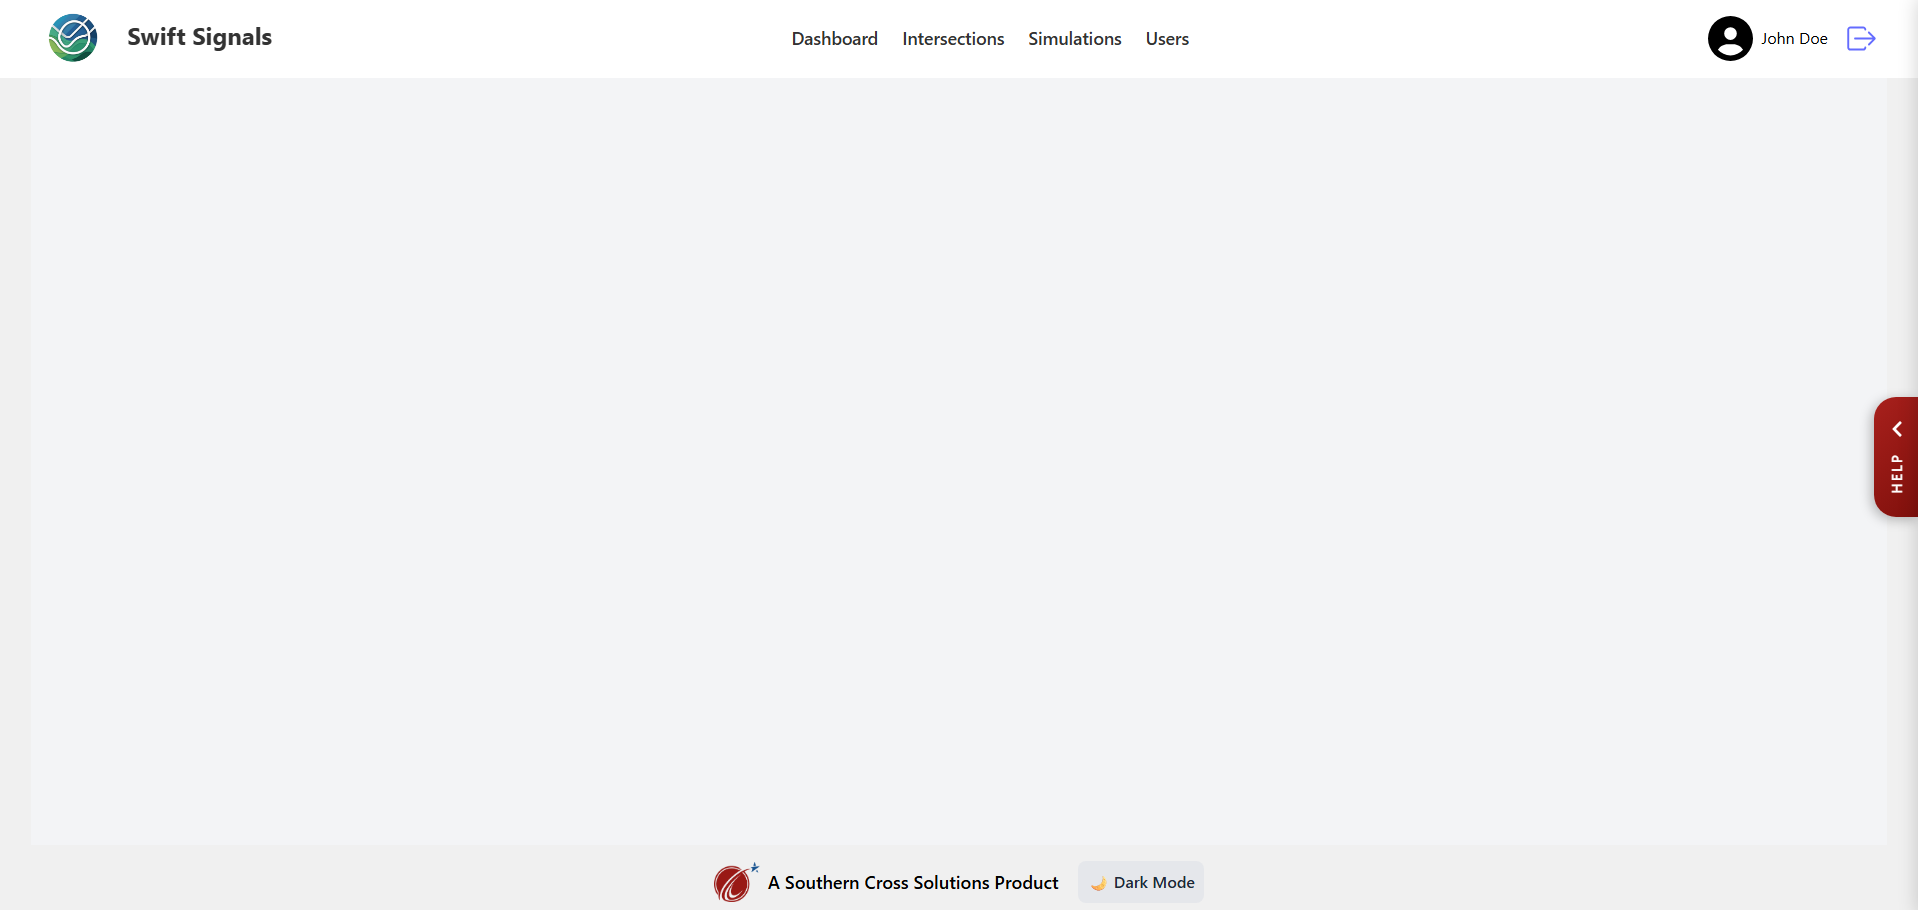 Swift Signals
Dashboard Intersections Simulations Users
John Doe
HELP
A Southern Cross Solutions Product
Dark Mode